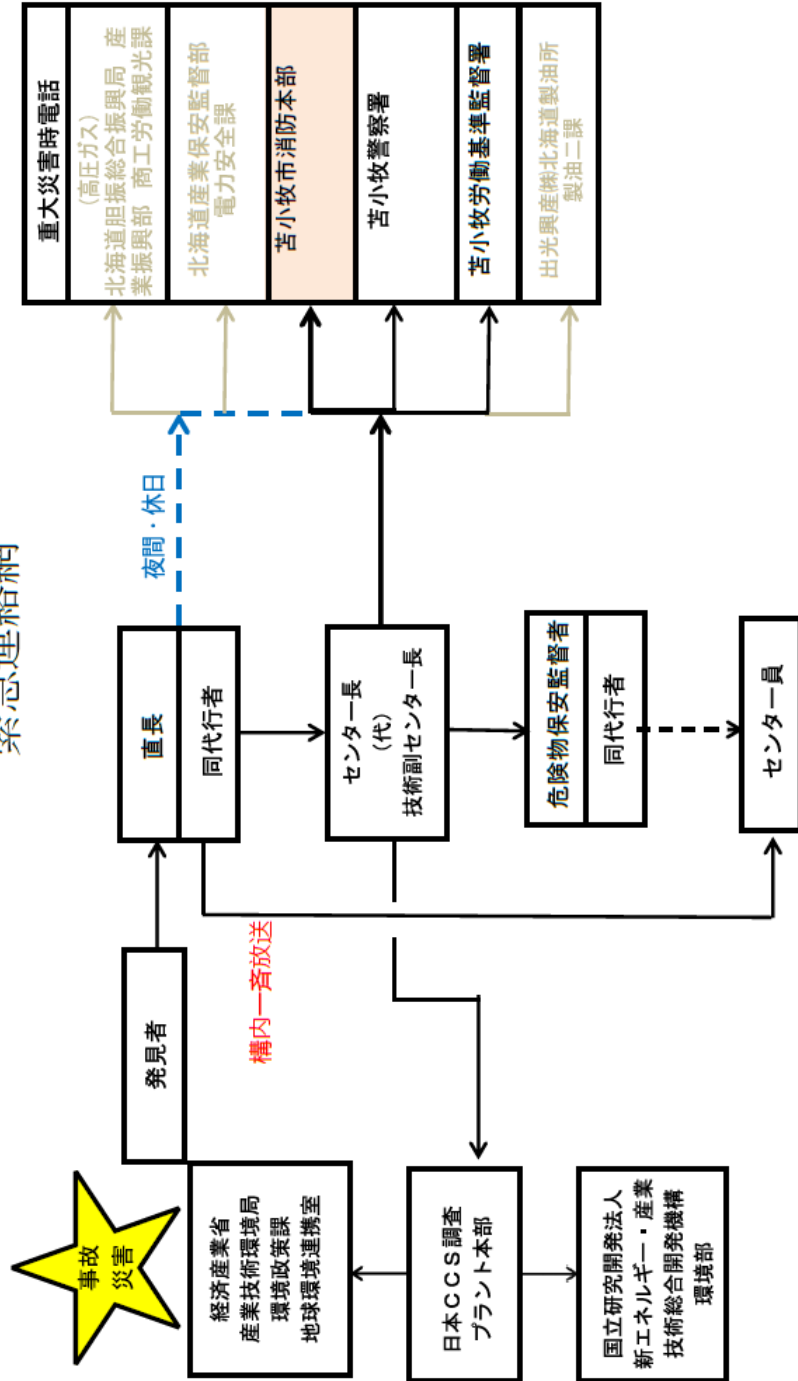 緊急連絡網
事故
災害
発見者
直長
同代行者
夜間・休日
構内一斉放送
センター長
(代)
技術副センター長
危険物保安監督者
同代行者
センター員
経済産業省
産業技術環境局
環境政策課
地球環境連携室
日本CCS調査
プラント本部
国立研究開発法人
新エネルギー・産業
技術総合開発機構
環境部
重大災害時電話
(高圧ガス)
北海道胆振総合振興局 産
業振興部 商工労働観光課
北海道産業保安監督部
電力安全課
苫小牧市消防本部
苫小牧警察署
苫小牧労働基準監督署
出光興産㈱北海道製油所
製油二課